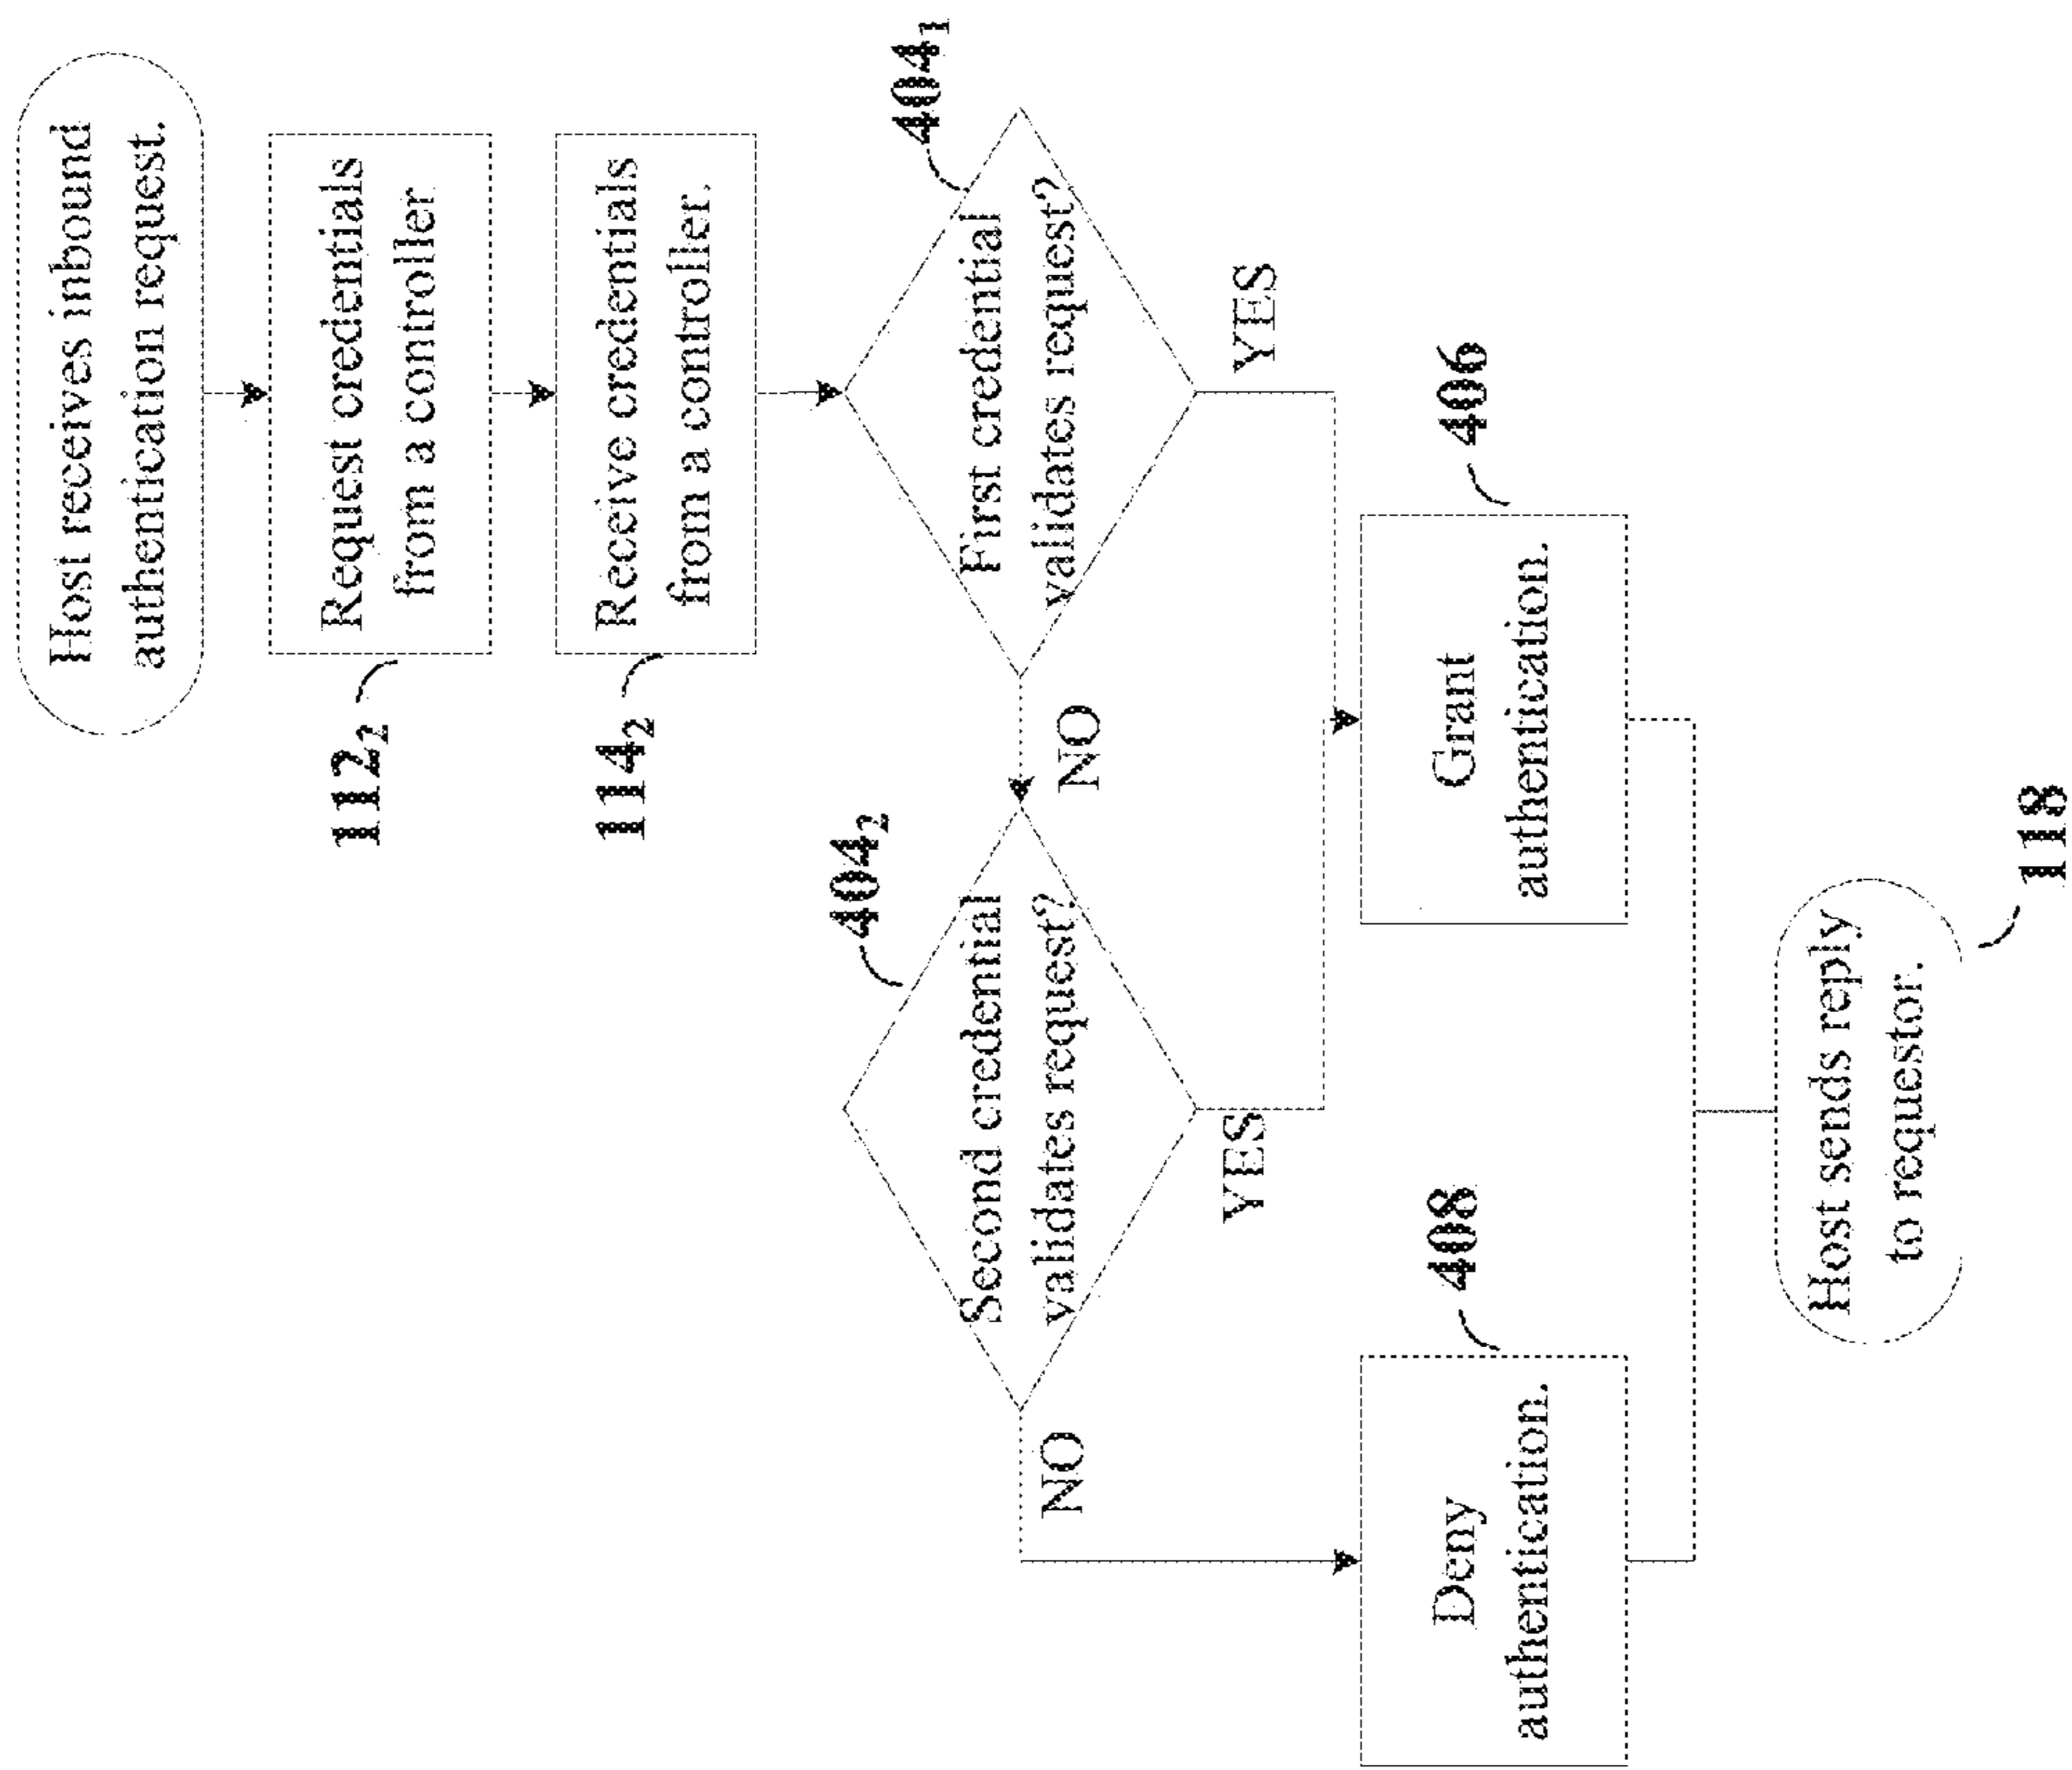 Host receives inbound
authentication request.
112₂
Request credentials
from a controller
114₂
Receive credentials
from a controller.
404₁
First credential
validates request?
YES
NO
404₂
Second credential
validates request?
YES
NO
406
Grant
authentication.
408
Deny
authentication.
Host sends reply
to requestor.
118